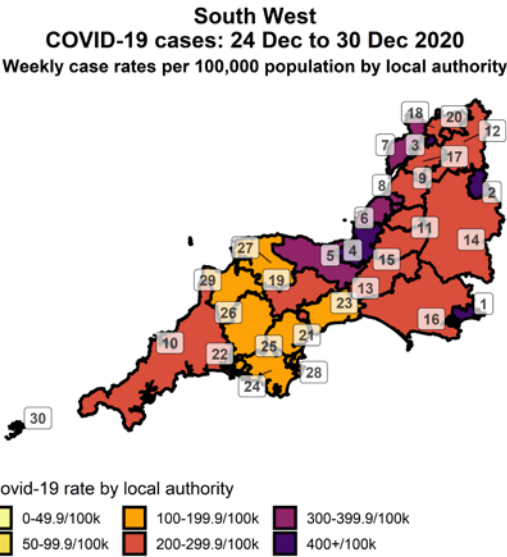 South West
COVID-19 cases: 24 Dec to 30 Dec 2020
Weekly case rates per 100,000 population by local authority
18 20
12
7 3
17
8 9 2
6
11
27 5 4 14
15
29 19 13
26 23 1
16
10 21
22 25
24 28
30
ovid-19 rate by local authority
0-49.9/100k 100-199.9/100k 300-399.9/100k
50-99.9/100k 200-299.9/100k 400+/100k